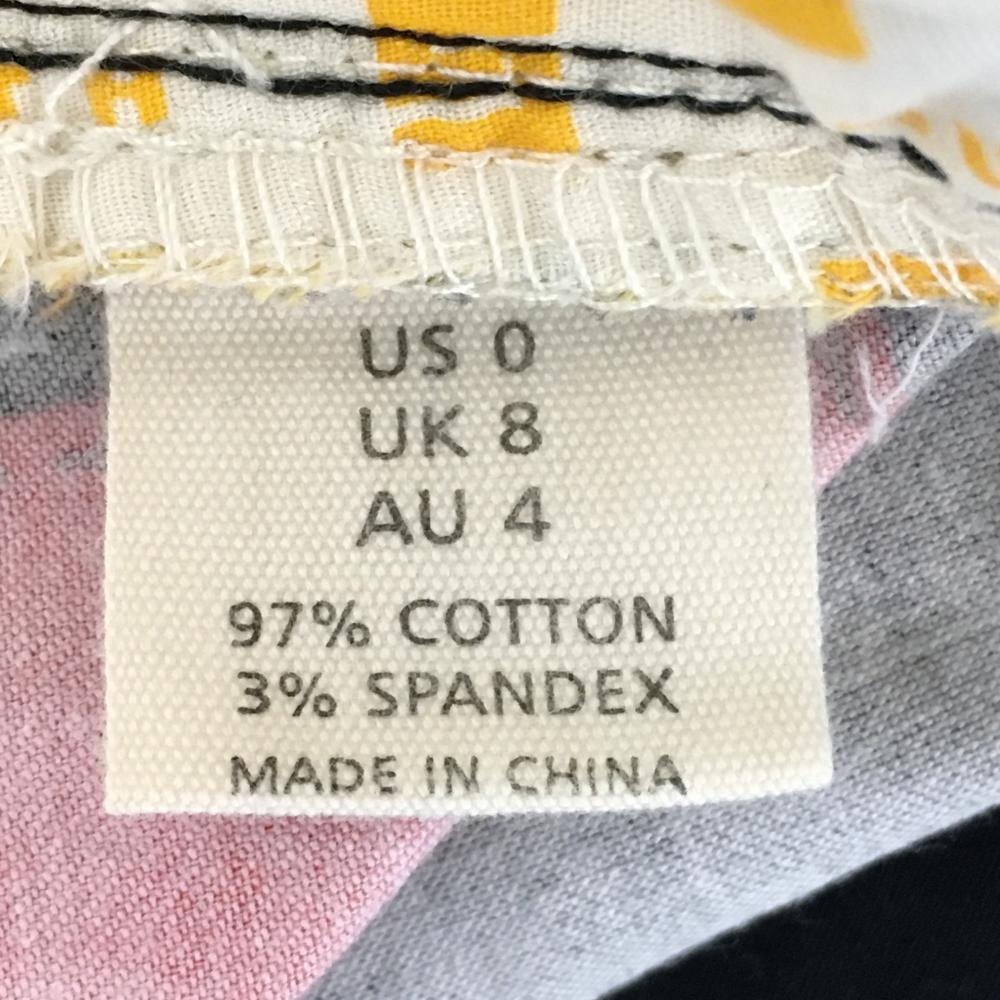 US 0
UK 8
AU 4
97% COTTON
3% SPANDEX
MADE IN CHINA